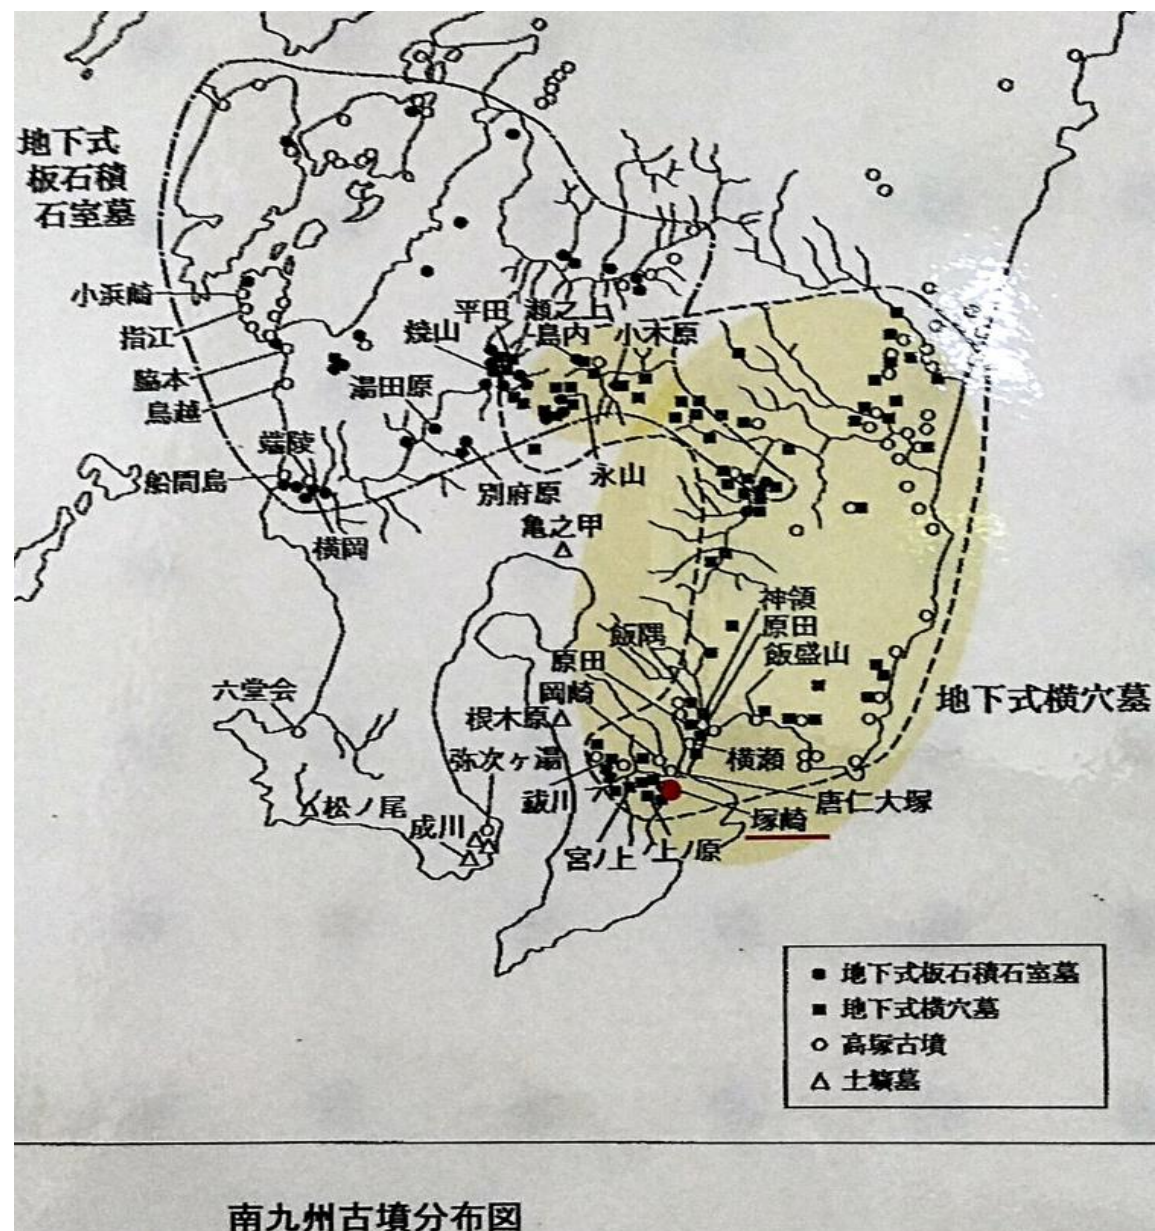 地下式
板石積
石室墓
小浜崎
指江
脇本
鳥越
端陵
船間島
横岡
湯田原
焼山
平田
瀬之上
島内
小木原
別府原
永山
亀之甲
神領
原田
飯盛山
飯隈
原田
岡崎
根木原
弥次ヶ湯
祓川
宮ノ上
上ノ原
横瀬
唐仁大塚
塚崎
地下式横穴墓
六堂会
松ノ尾
成川
地下式板石積石室墓
地下式横穴墓
高塚古墳
土壙墓
南九州古墳分布図